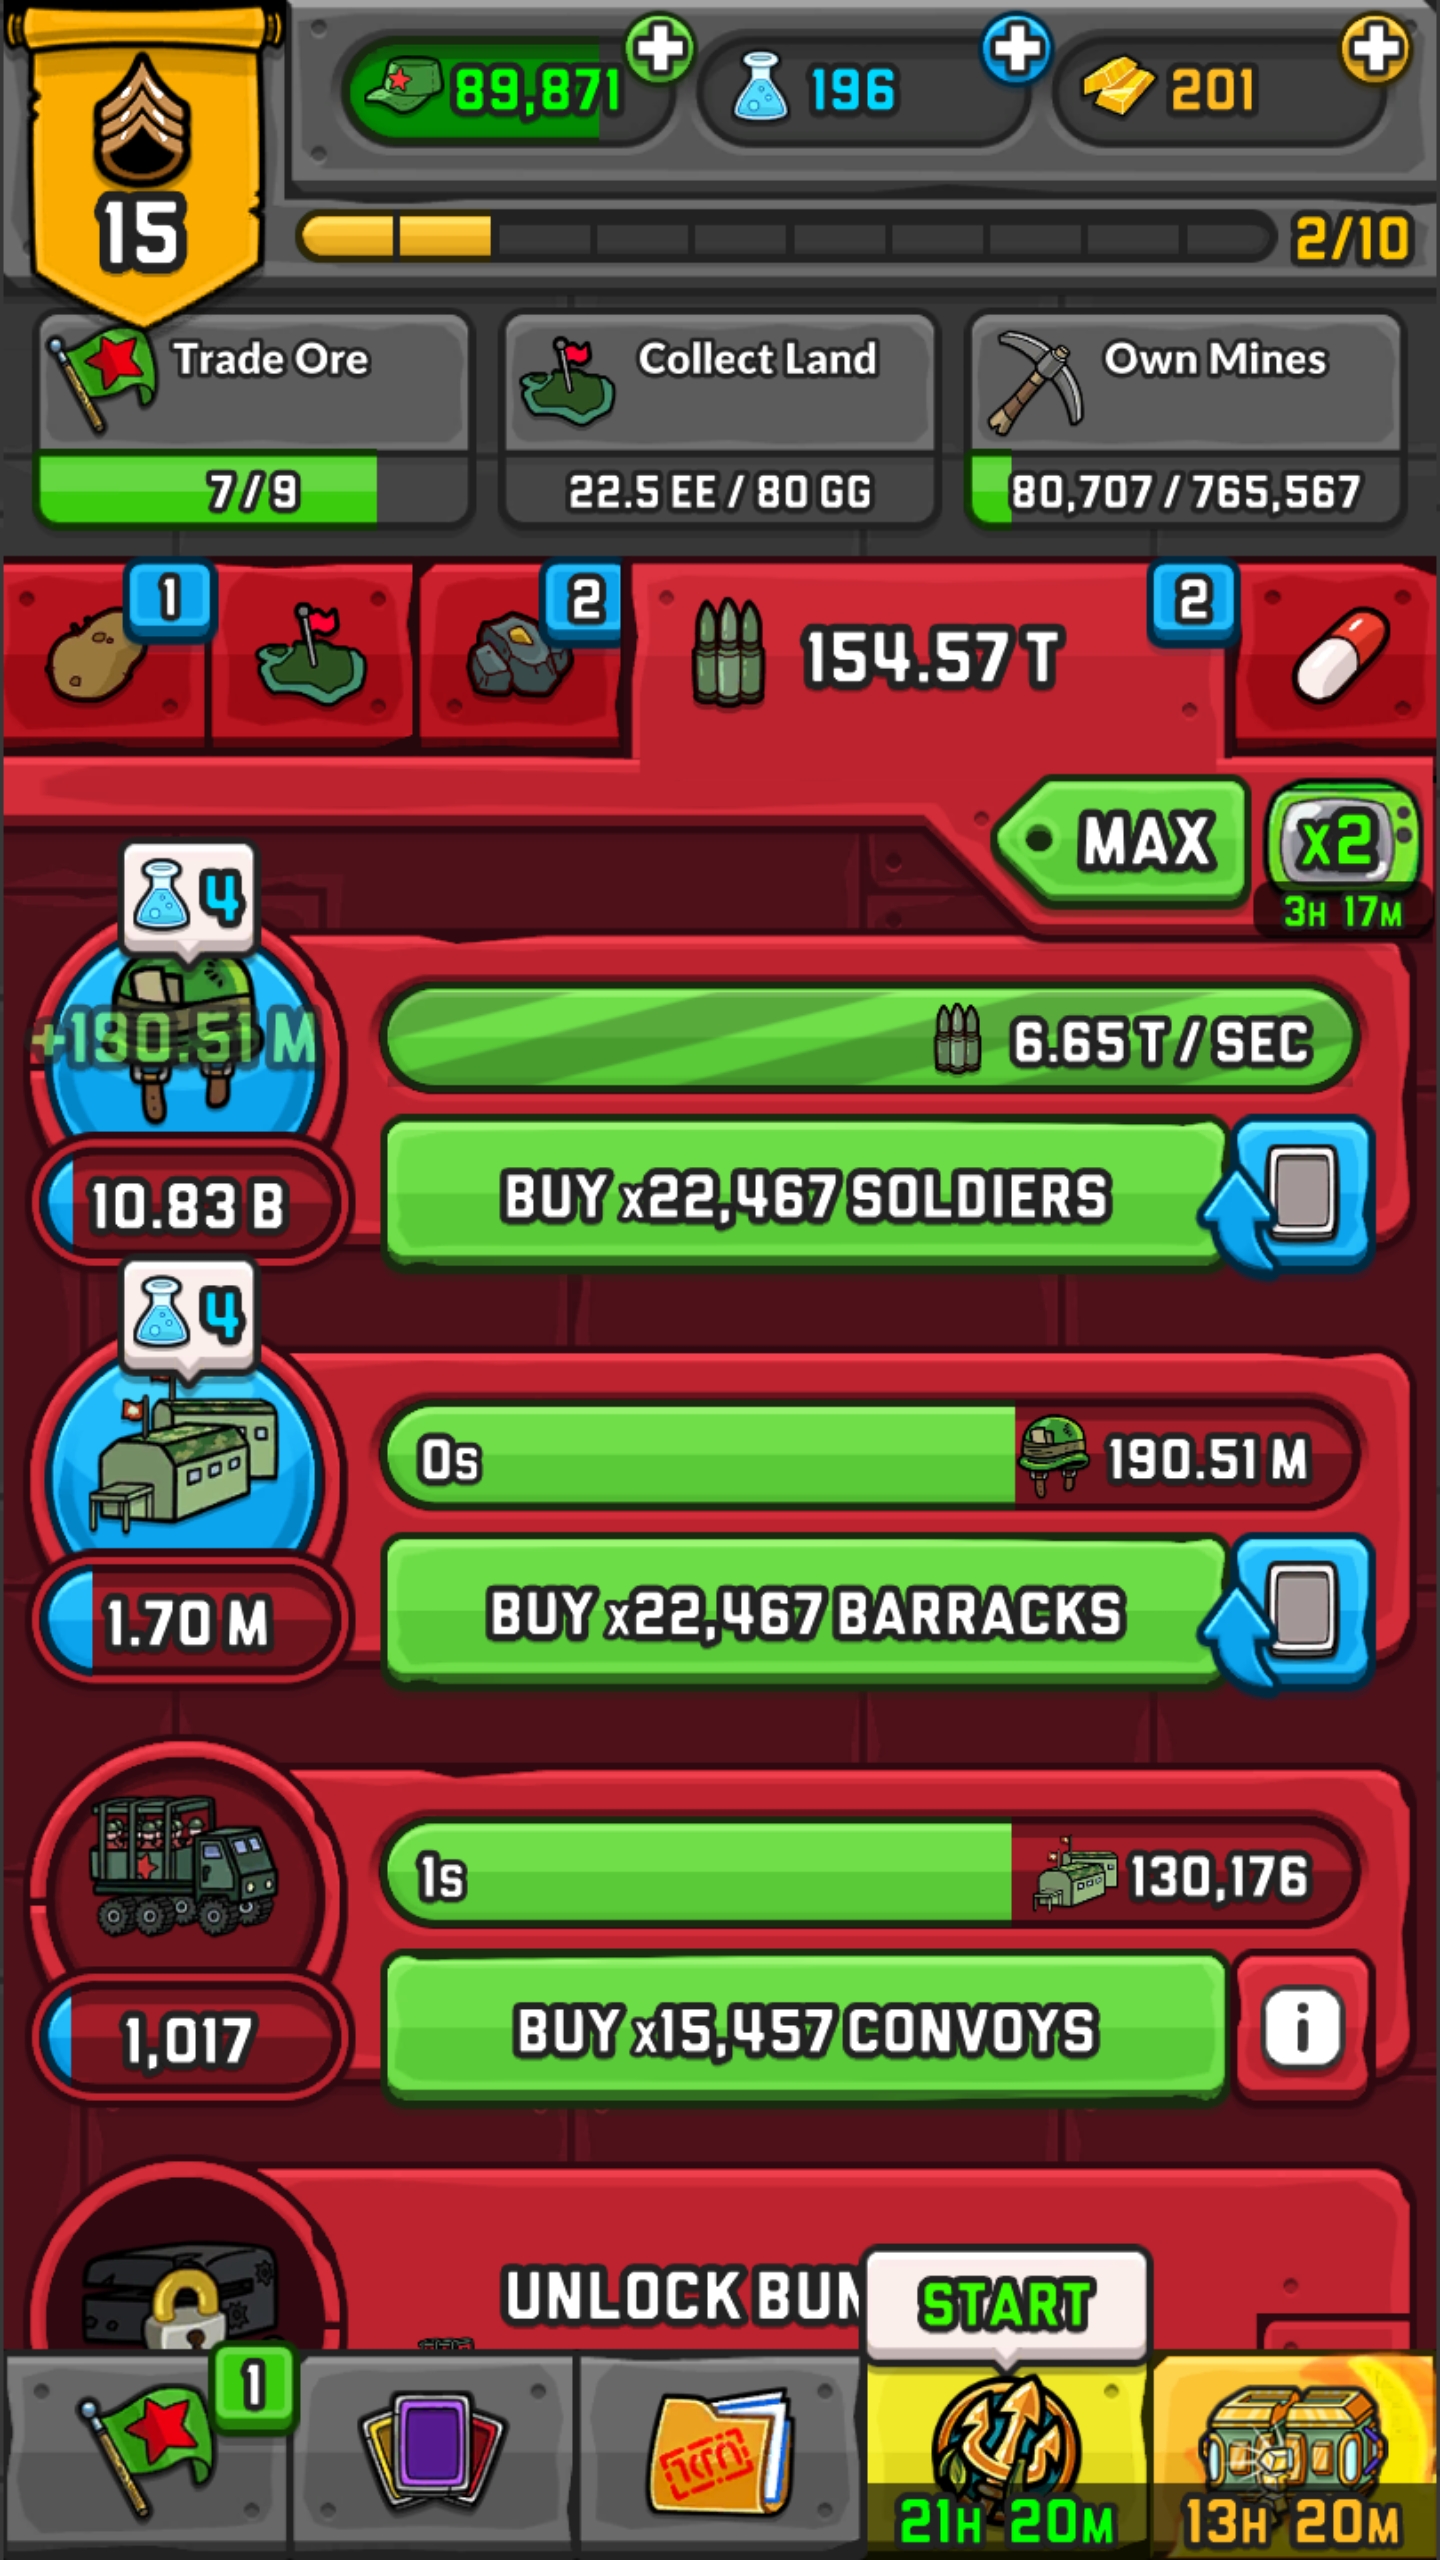 89,871
196
201
15
2/10
Trade Ore
7/9
Collect Land
22.5 EE / 80 GG
Own Mines
80,707 / 765,567
1
2
154.57 T
2
MAX
x2
3H 17M
4
+190.51 M
6.65 T / SEC
10.83 B
BUY x22,467 SOLDIERS
4
0s
190.51 M
1.70 M
BUY x22,467 BARRACKS
1s
130,176
1,017
BUY x15,457 CONVOYS
i
UNLOCK BUN
START
1
21H 20M
13H 20M